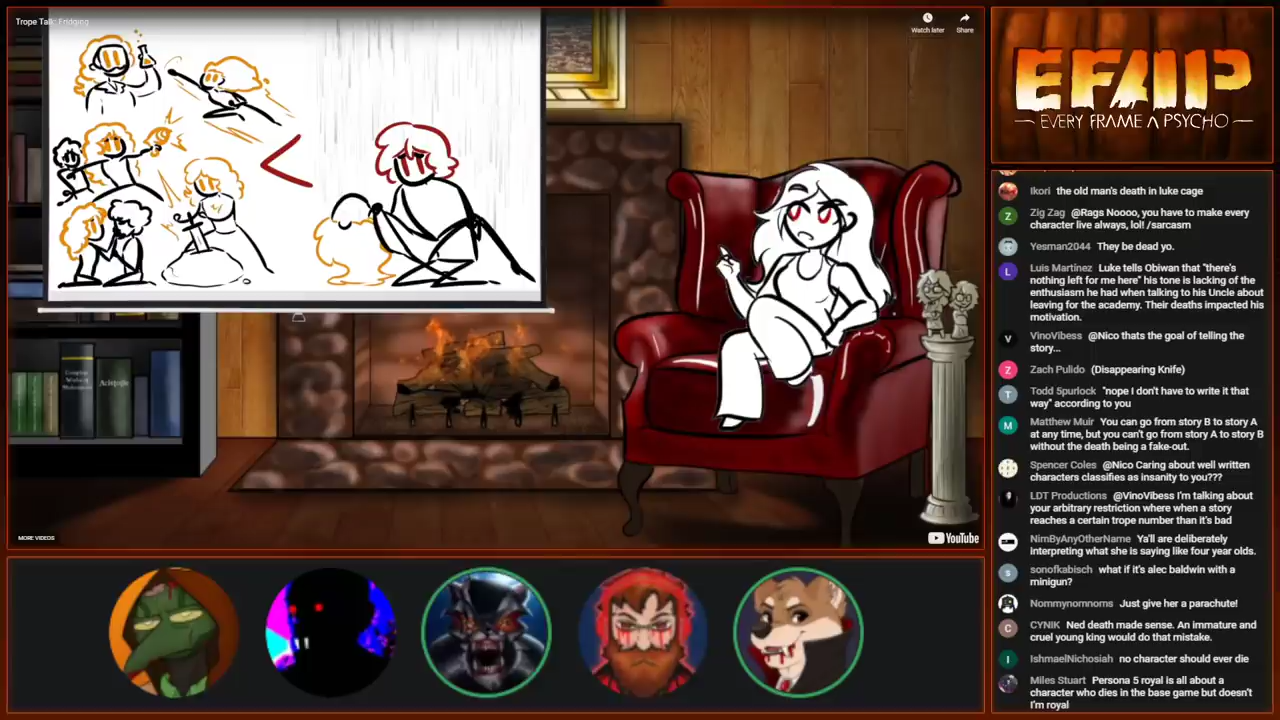 Trope Talk: Fridging
Watch later
Share
MORE VIDEOS
YouTube
EFAP
EVERY FRAME A PSYCHO
Ikori the old man's death in luke cage
Zig Zag @Rags Noooo, you have to make every
character live always, lol! /sarcasm
Yesman2044 They be dead yo.
Luis Martínez Luke tells Obiwan that "there's
nothing left for me here" his tone is lacking of the
enthusiasm he had when talking to his Uncle about
leaving for the academy. Their deaths impacted his
motivation.
VinoVibess @Nico thats the goal of telling the
story...
Zach Pulido (Disappearing Knife)
Todd 5purlock "nope I don't have to write it that
way" according to you
Matthew Muir You can go from story B to story A
at any time, but you can't go from story A to story B
without the death being a fake-out.
Spencer Coles @Nico Caring about well written
characters classifies as insanity to you???
LDT Productions @VinoVibess I'm talking about
your arbitrary restriction where when a story
reaches a certain trope number than it's bad
NimByAnyOtherName Ya'll are deliberately
interpreting what she is saying like four year olds.
sonofkabisch what if it's alec baldwin with a
minigun?
Nommynomnoms Just give her a parachute!
CYNIK Ned death made sense. An immature and
cruel young king would do that mistake.
IshmaelNichosiah no character should ever die
Miles Stuart Persona 5 royal is all about a
character who dies in the base game but doesn't
I'm royal